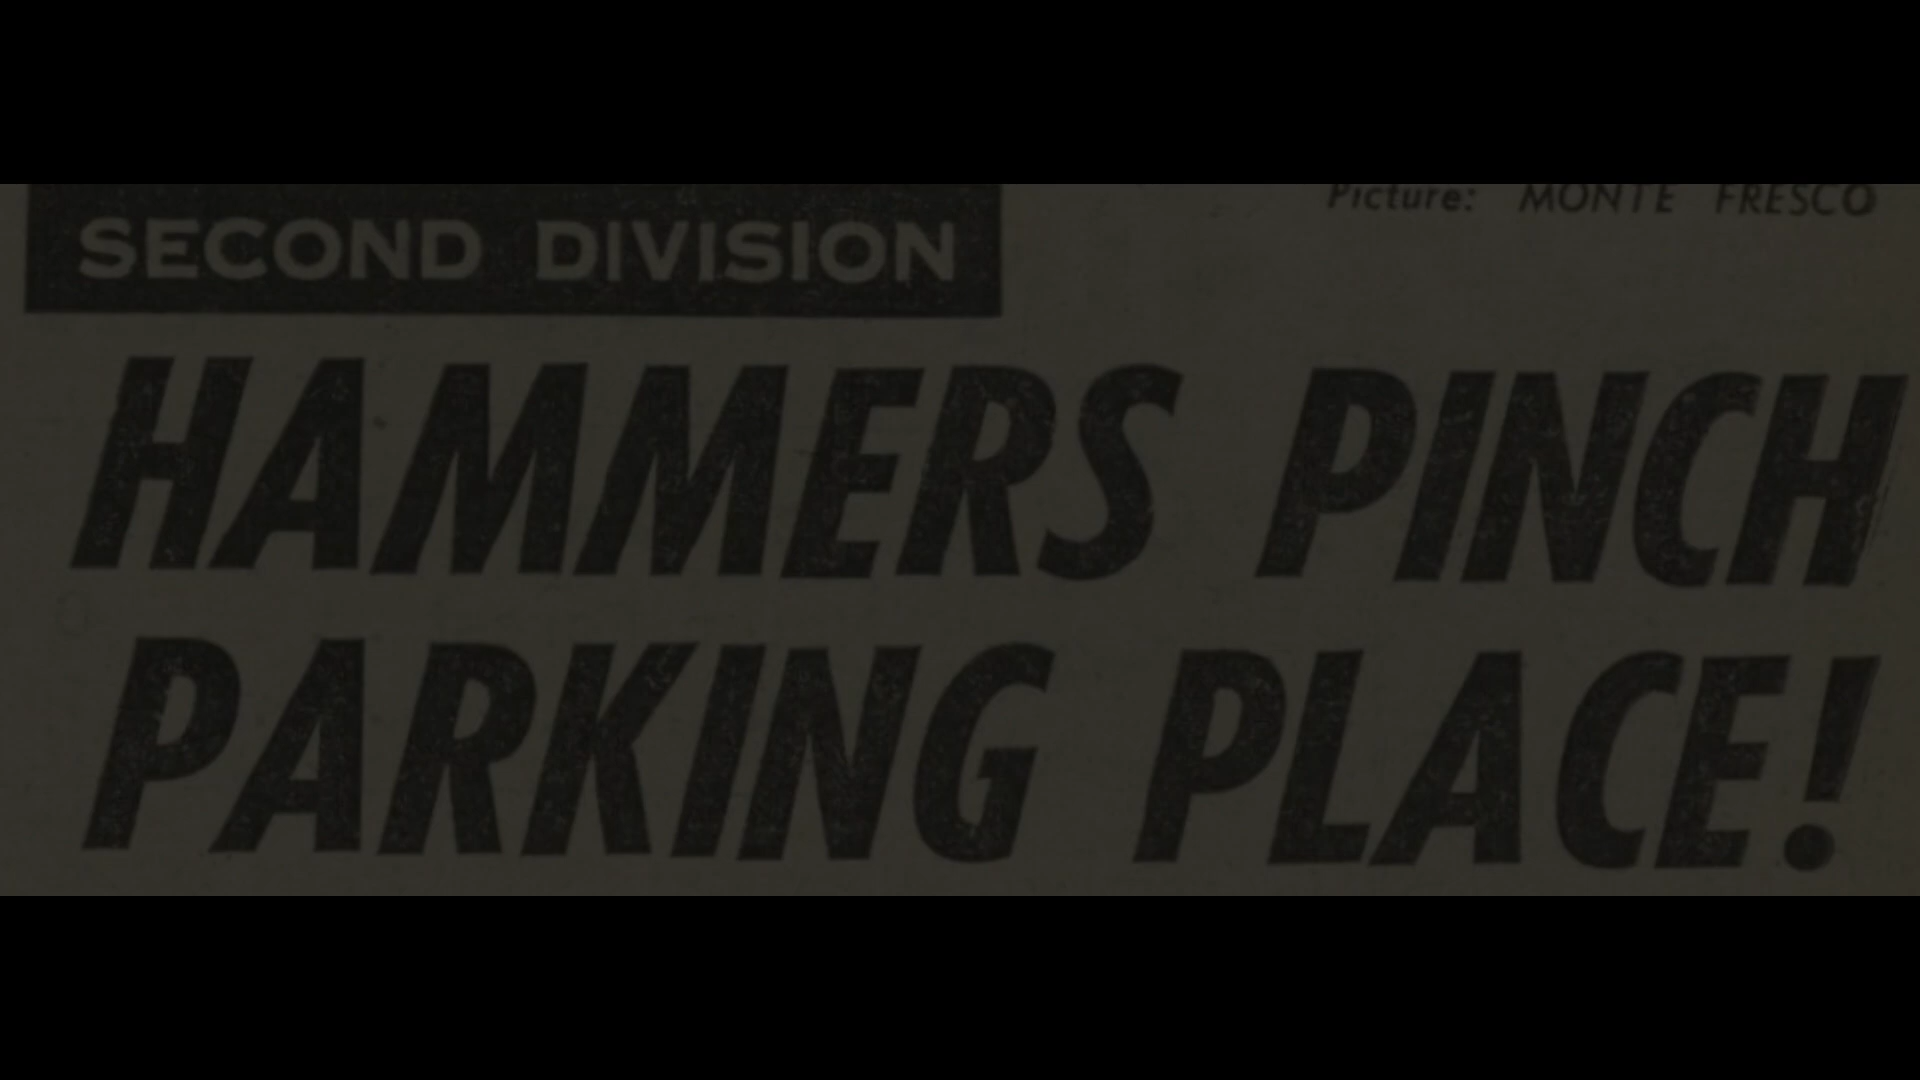 Picture: MONTE FRESCO
SECOND DIVISION
HAMMERS PINCH
PARKING PLACE!